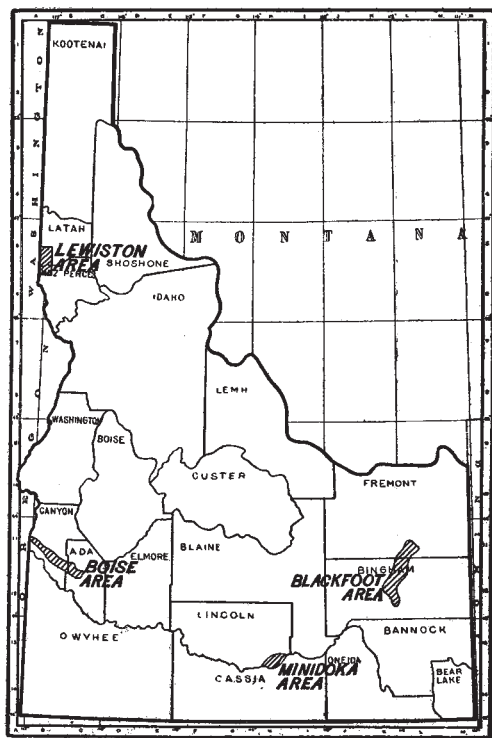 KOOTENAI
WASHINGTON
LATAH
MONTANA
LEWISTON
AREA
SHOSHONE
PERCE
IDAHO
OREGON
LEMHI
WASHINGTON
BOISE
CUSTER
FREMONT
CANYON
ADA
ELMORE
BLAINE
BOISE
AREA
BINGHAM
BLACKFOOT
AREA
LINCOLN
BANNOCK
OWYHEE
ONEIDA
MINIDOKA
AREA
CASSIA
BEAR
LAKE